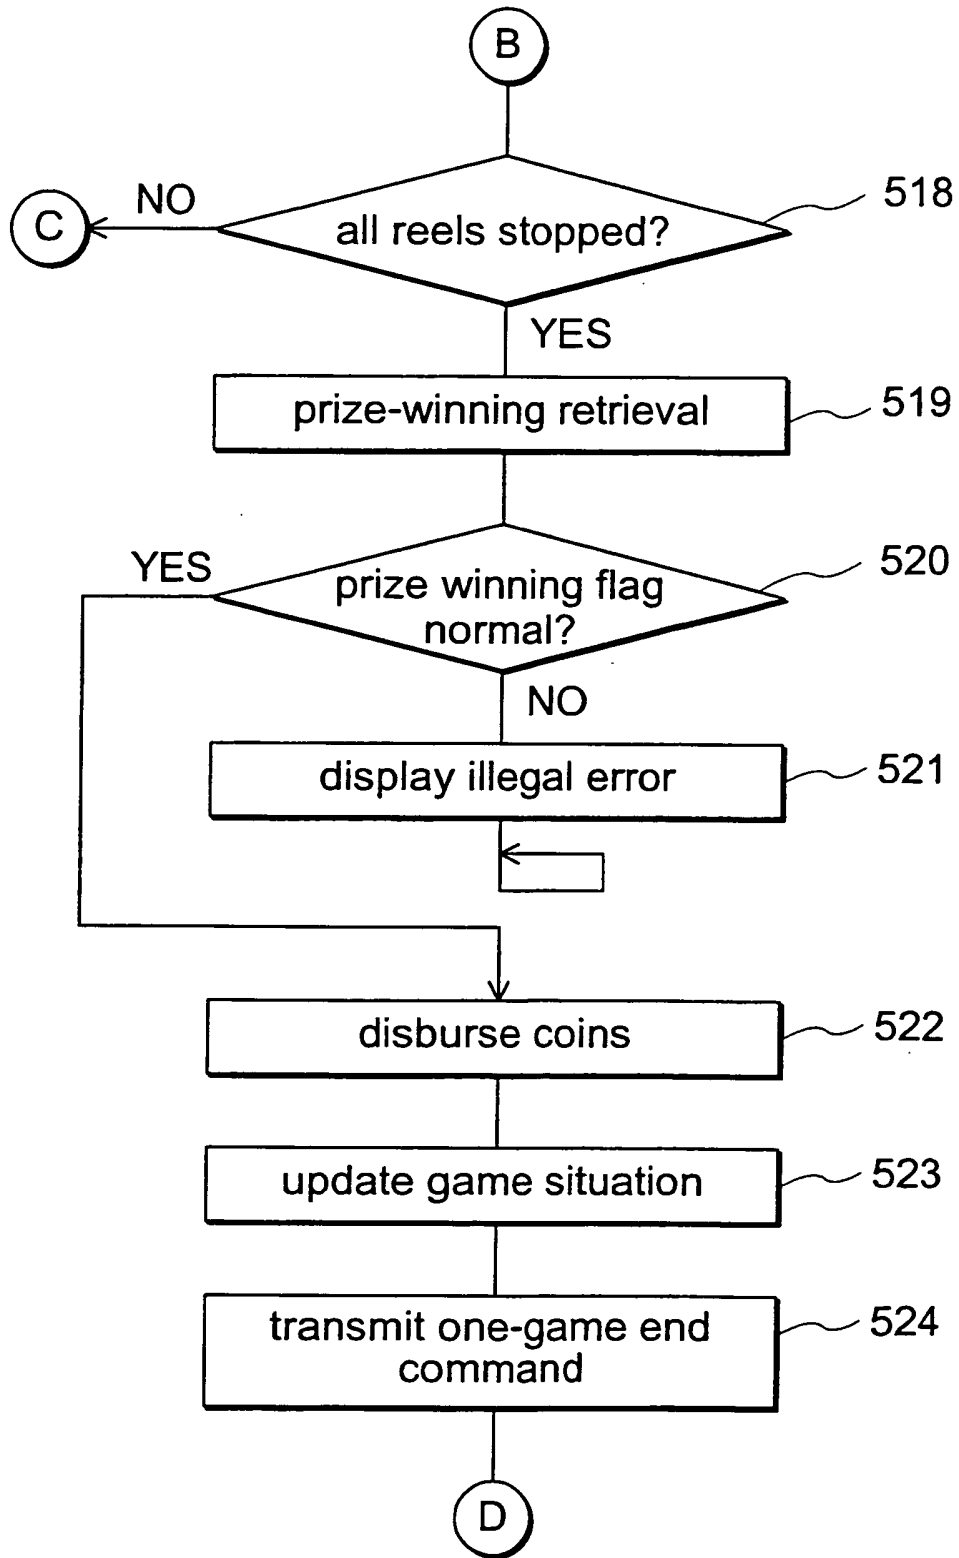 B
518
NO
C
all reels stopped?
YES
prize-winning retrieval
519
YES
520
prize winning flag
normal?
NO
display illegal error
521
disburse coins
522
update game situation
523
transmit one-game end
command
524
D